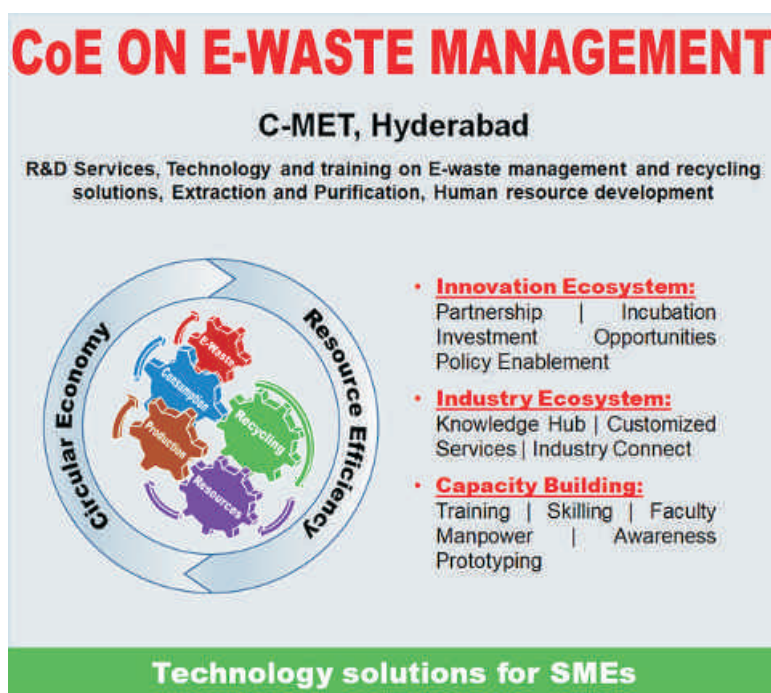 CoE ON E-WASTE MANAGEMENT
C-MET, Hyderabad
R&D Services, Technology and training on E-waste management and recycling
solutions, Extraction and Purification, Human resource development
Circular Economy
Resource Efficiency
E-Waste
Consumption
Production
Recycling
Resources
• Innovation Ecosystem:
Partnership | Incubation
Investment Opportunities
Policy Enablement
• Industry Ecosystem:
Knowledge Hub | Customized
Services | Industry Connect
• Capacity Building:
Training | Skilling | Faculty
Manpower | Awareness
Prototyping
Technology solutions for SMEs